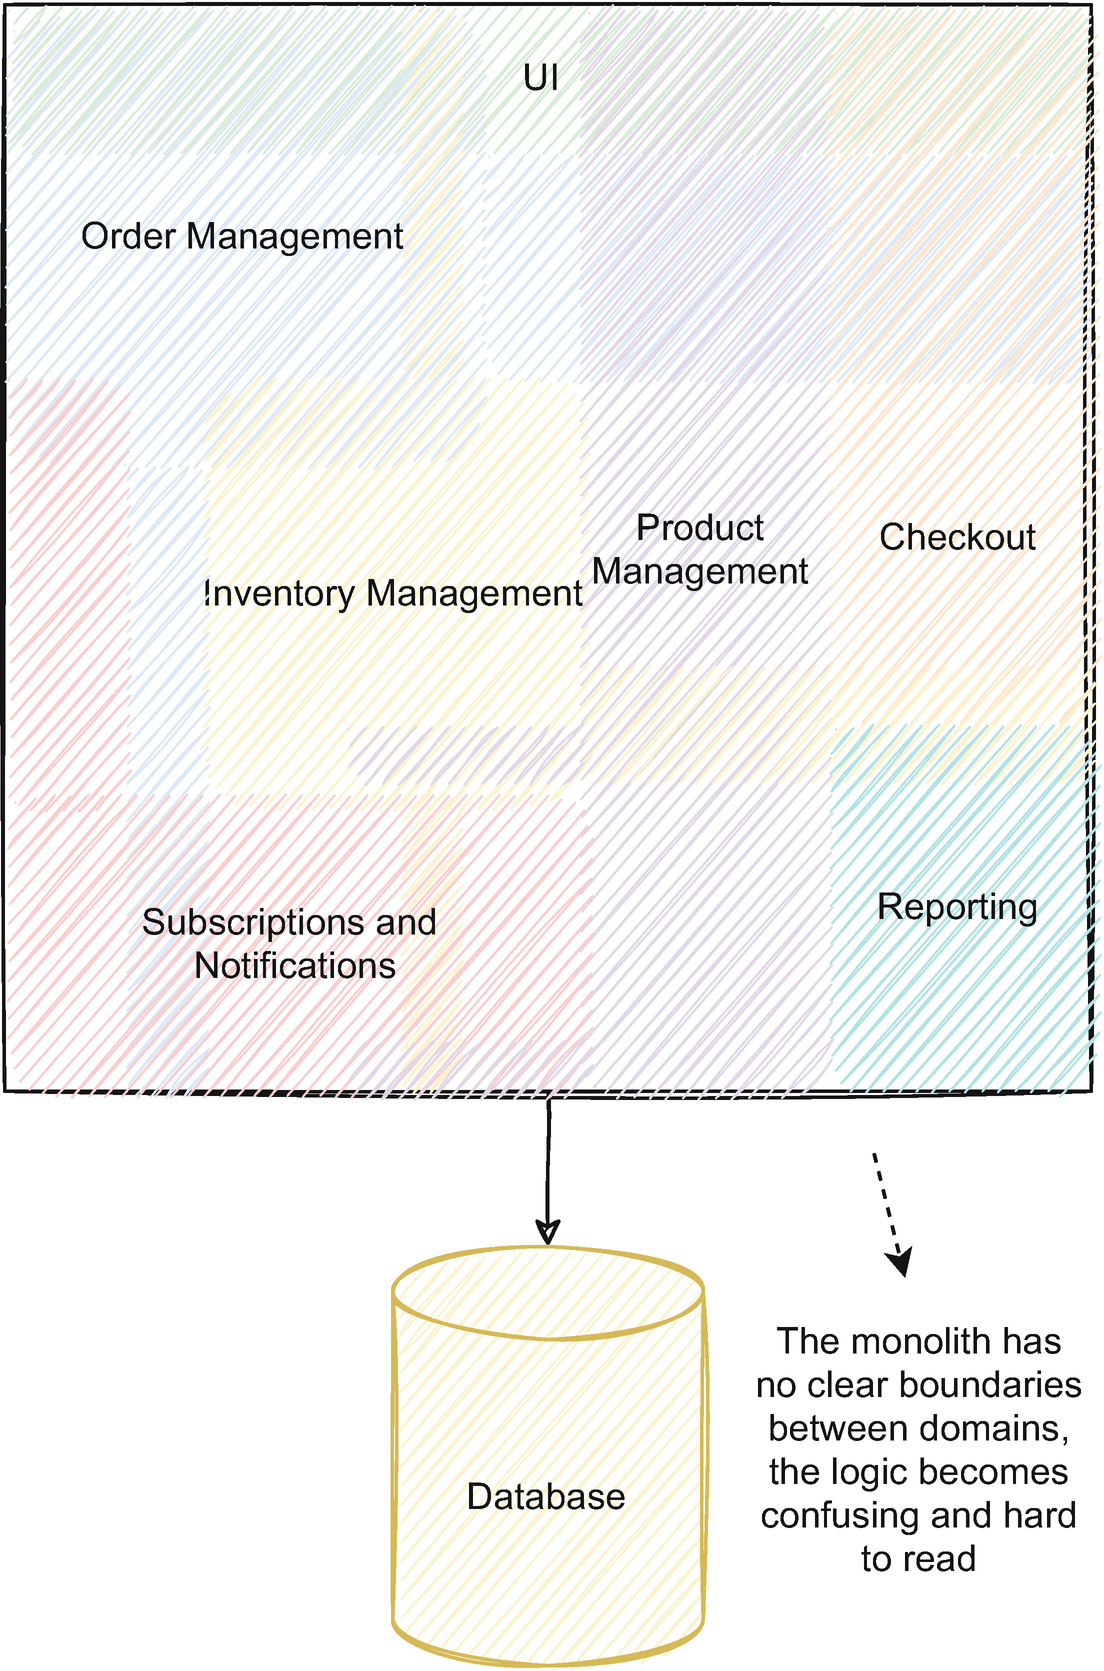 UI
Order Management
Product
Management
Checkout
Inventory Management
Subscriptions and
Notifications
Reporting
Database
The monolith has
no clear boundaries
between domains,
the logic becomes
confusing and hard
to read